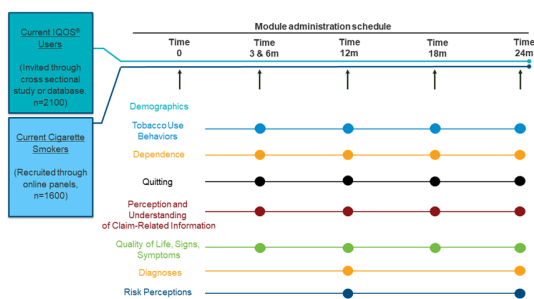 Module administration schedule
Current IQOS® Users
(Invited through
cross sectional
study or database,
n=2100)
Current Cigarette
Smokers
(Recruited through
online panels,
n=1600)
Time
0
Time
3 & 6m
Time
12m
Time
18m
Time
24m
Demographics
Tobacco Use
Behaviors
Dependence
Quitting
Perception and
Understanding
of Claim-Related Information
Quality of Life, Signs,
Symptoms
Diagnoses
Risk Perceptions